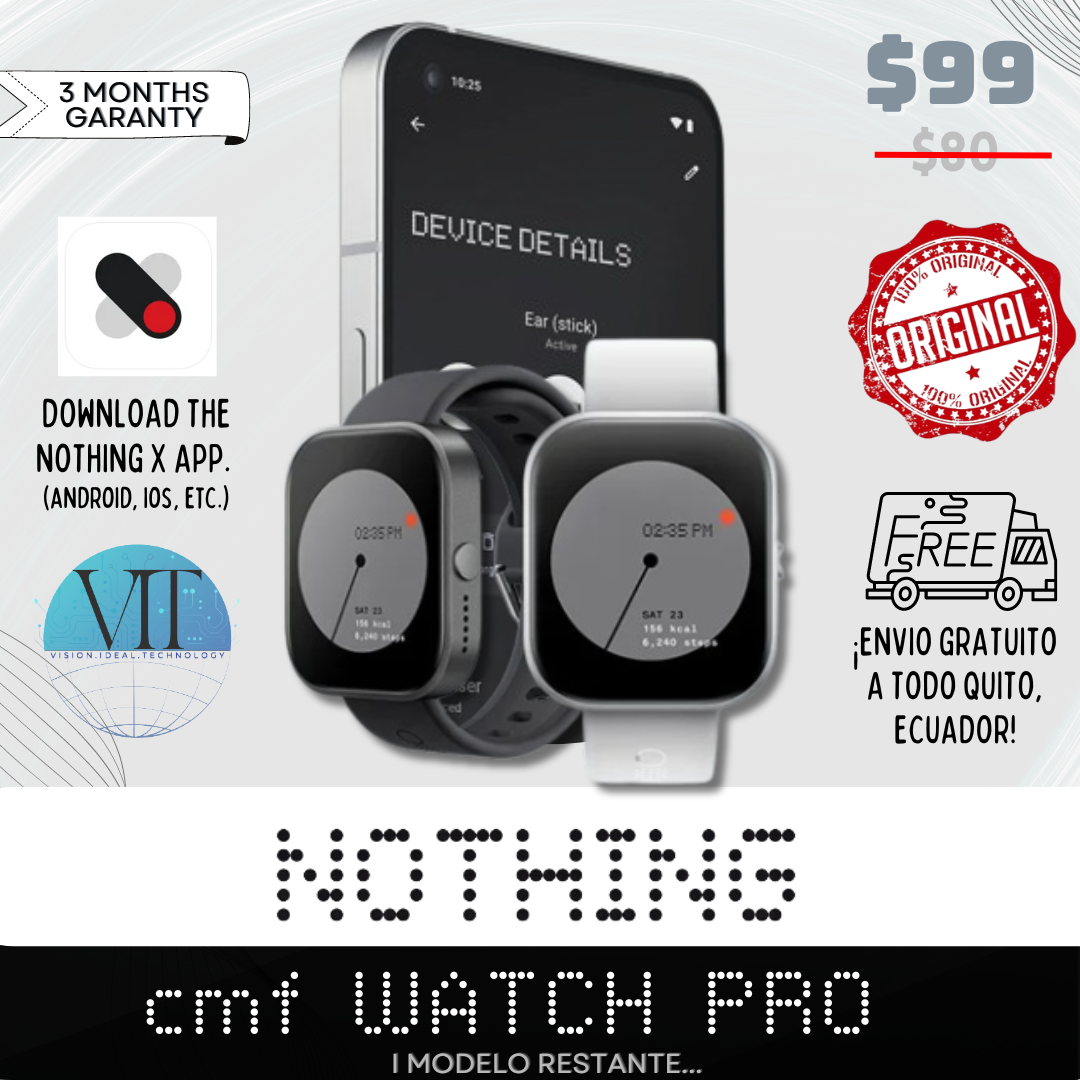 3 MONTHS
GARANTY
$99
$80
10:25
DEVICE DETAILS
Ear (stick)
Active
100% ORIGINAL
ORIGINAL
100% ORIGINAL
DOWNLOAD THE
NOTHING X APP.
(ANDROID, IOS, ETC.)
VIT
VISION.IDEAL.TECHNOLOGY
02:35 PM
SAT 23
156 kcal
6,240 steps
02:35 PM
SAT 23
156 kcal
6,240 steps
FREE
¡ENVIO GRATUITO
A TODO QUITO,
ECUADOR!
NOTHING
cmf WATCH PRO
1 MODELO RESTANTE...